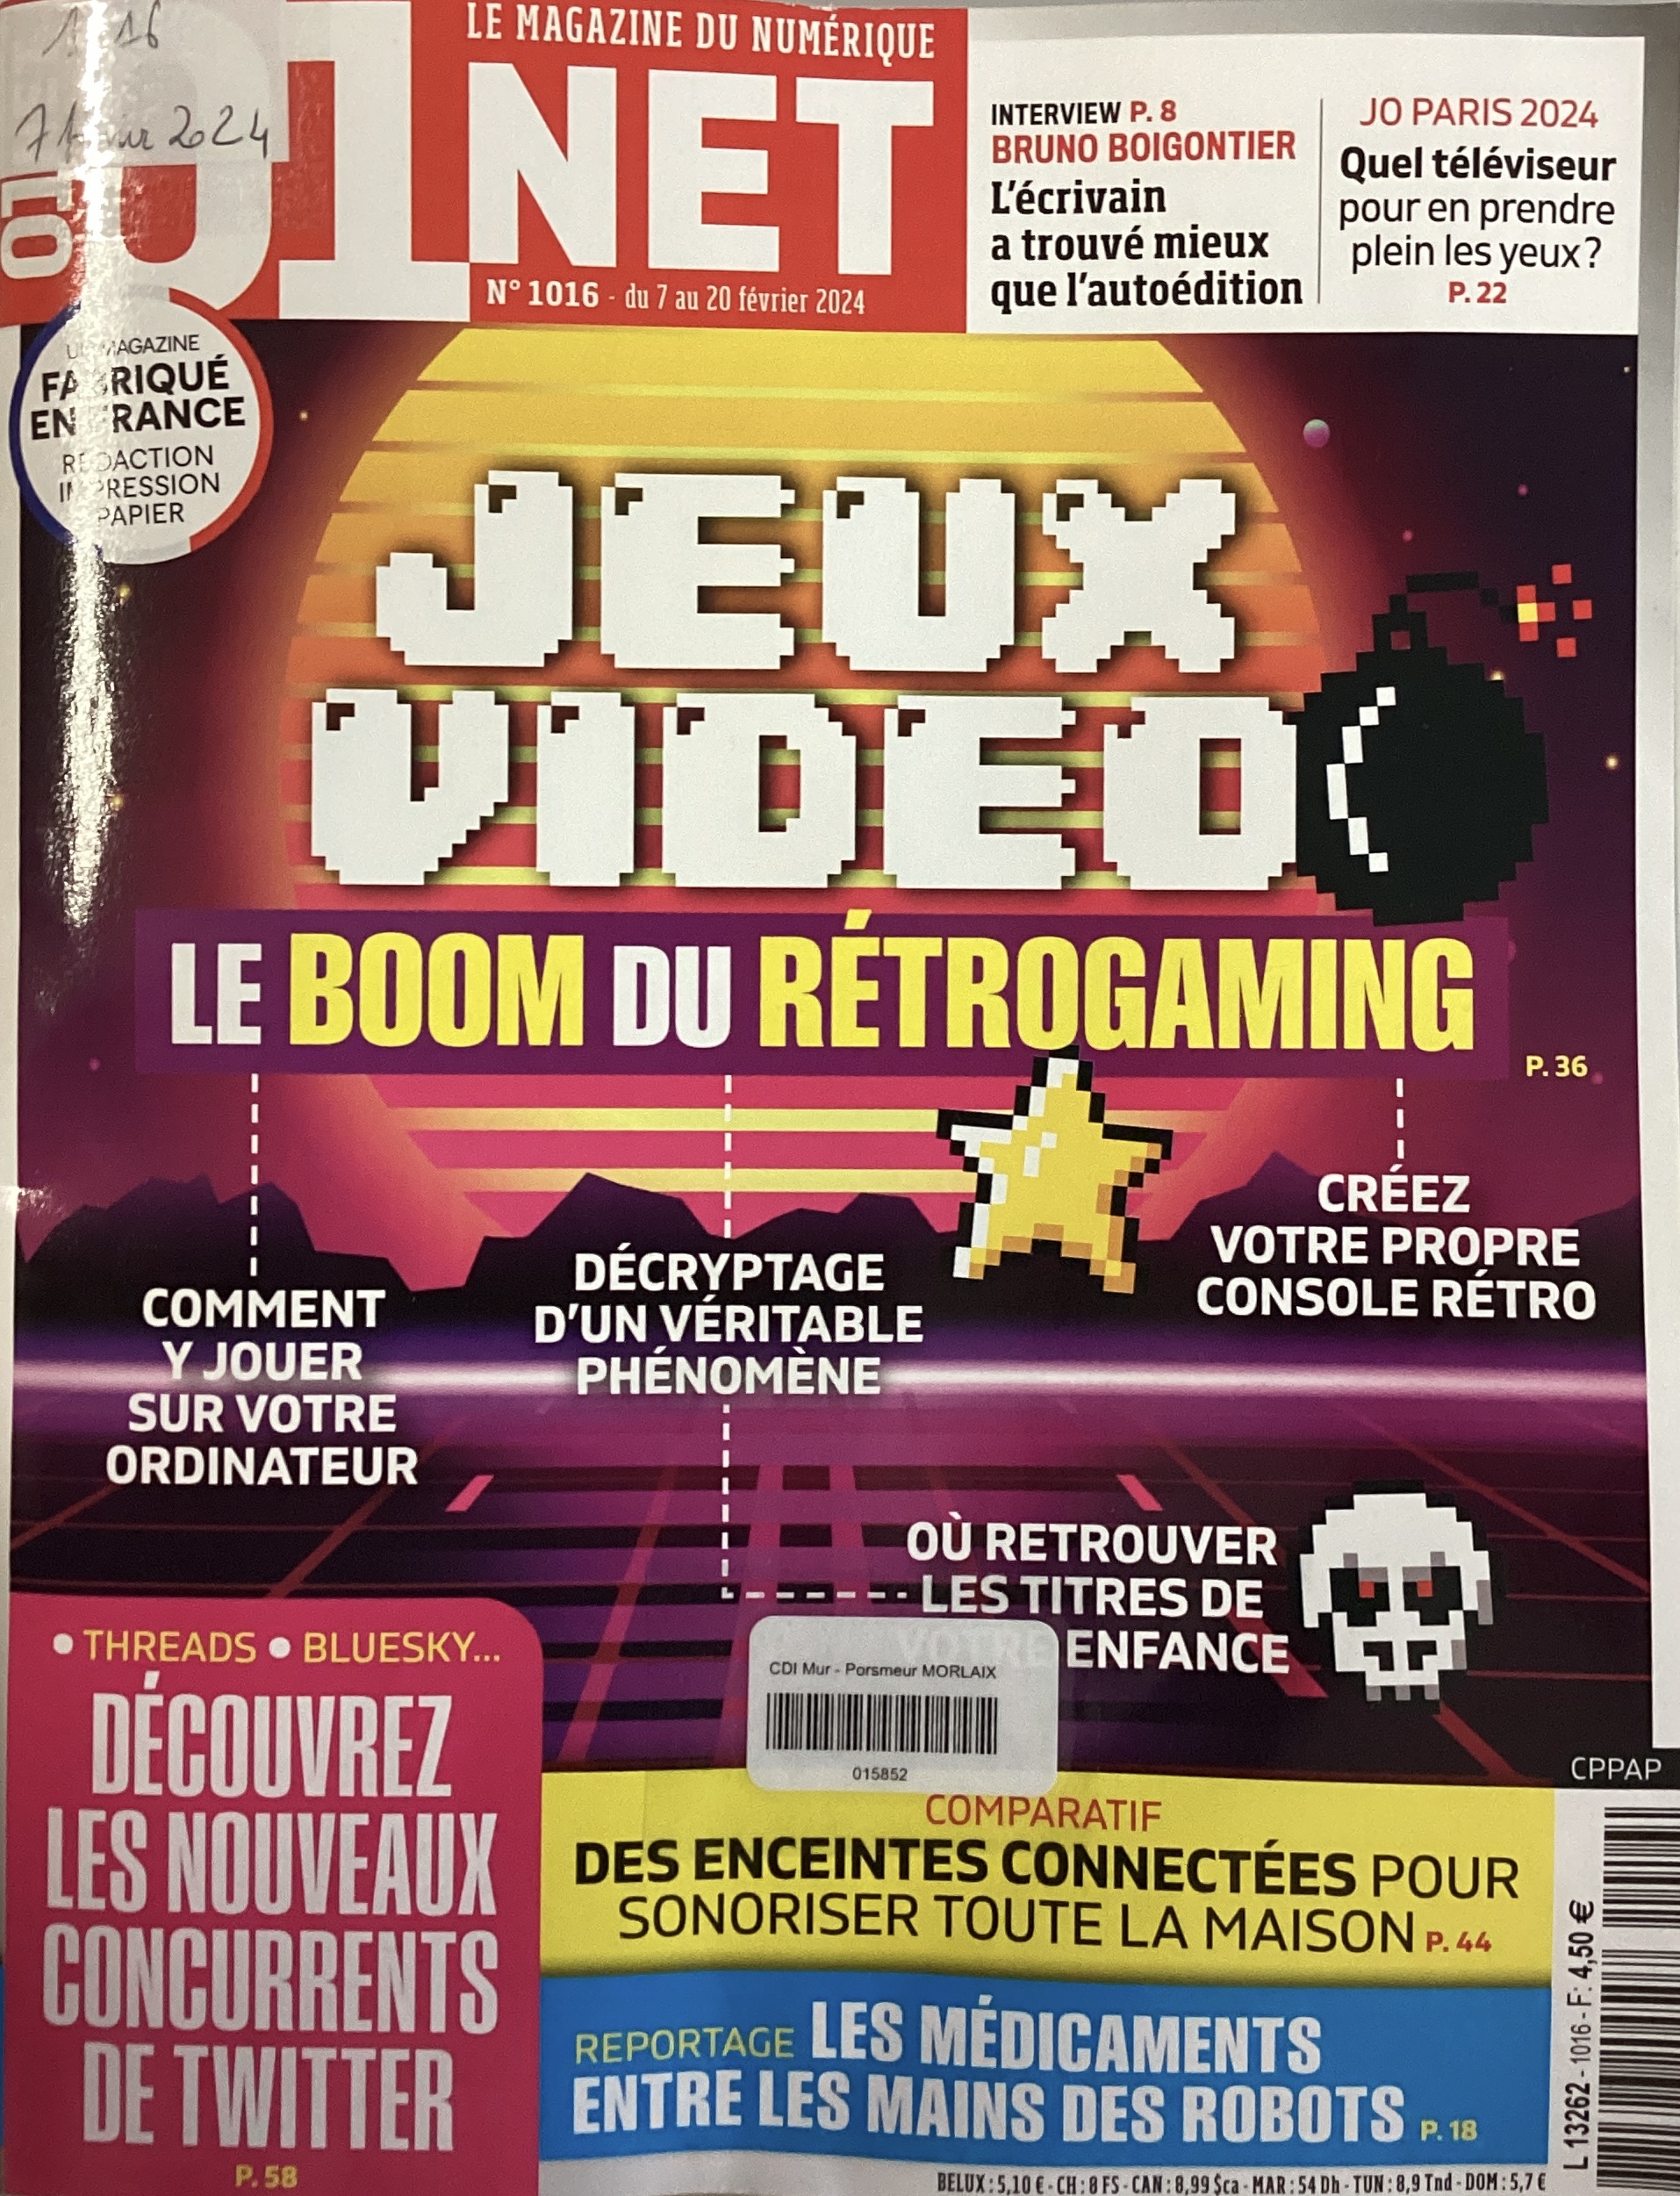 LE MAGAZINE DU NUMÉRIQUE
01NET
N° 1016 - du 7 au 20 février 2024
16
7 2024
01
INTERVIEW P. 8
BRUNO BOIGONTIER
L'écrivain
a trouvé mieux
que l'autoédition
JO PARIS 2024
Quel téléviseur
pour en prendre
plein les yeux?
P. 22
UN MAGAZINE
FABRIQUÉ
EN FRANCE
RÉDACTION
IMPRESSION
PAPIER
JEUX
VIDEO
LE BOOM DU RÉTROGAMING
P. 36
COMMENT
Y JOUER
SUR VOTRE
ORDINATEUR
DÉCRYPTAGE
D'UN VÉRITABLE
PHÉNOMÈNE
CRÉEZ
VOTRE PROPRE
CONSOLE RÉTRO
OÙ RETROUVER
LES TITRES DE
VOTRE ENFANCE
CDI Mur - Porsmeur MORLAIX
015852
• THREADS • BLUESKY...
DÉCOUVREZ
LES NOUVEAUX
CONCURRENTS
DE TWITTER
P. 58
COMPARATIF
DES ENCEINTES CONNECTÉES POUR
SONORISER TOUTE LA MAISON P. 44
REPORTAGE LES MÉDICAMENTS
ENTRE LES MAINS DES ROBOTS P. 18
CPPAP
L 13262 - 1016 - F: 4,50 €
BELUX : 5,10 € - CH : 8 FS - CAN : 8,99 $ca - MAR : 54 Dh - TUN : 8,9 Tnd - DOM : 5,7 €